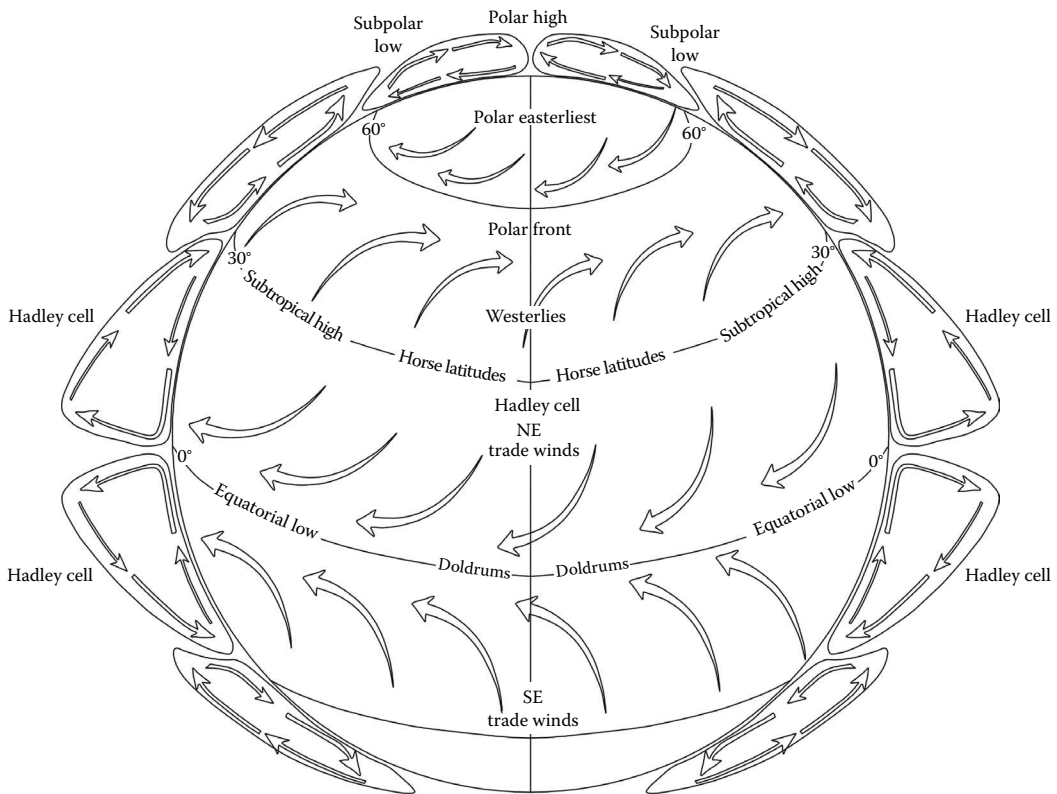 Polar high
Subpolar
low
Subpolar
low
Polar easterliest
60°
60°
Polar front
30°
30°
Subtropical high
Subtropical high
Hadley cell
Westerlies
Hadley cell
Horse latitudes
Horse latitudes
Hadley cell
NE
trade winds
0°
0°
Equatorial low
Equatorial low
Doldrums
Doldrums
Hadley cell
Hadley cell
SE
trade winds